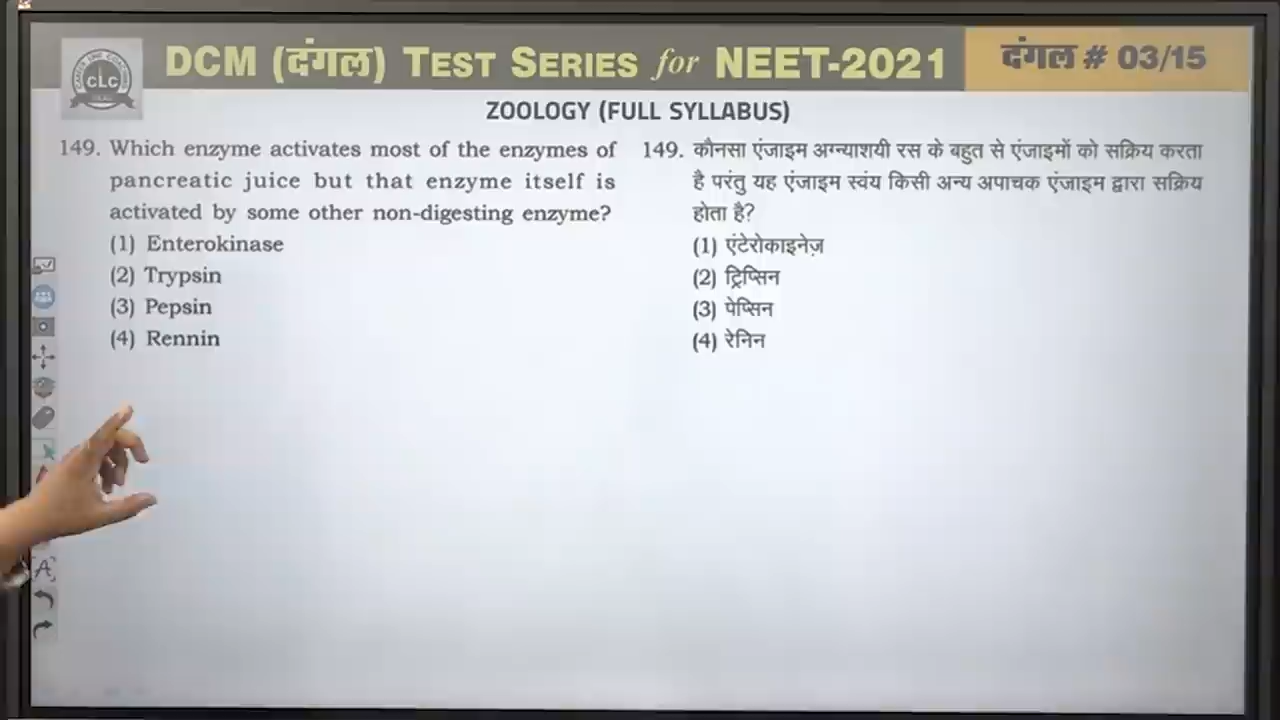 CLC
DCM (दंगल) TEST SERIES for NEET-2021
दंगल # 03/15
ZOOLOGY (FULL SYLLABUS)
149. Which enzyme activates most of the enzymes of
pancreatic juice but that enzyme itself is
activated by some other non-digesting enzyme?
(1) Enterokinase
(2) Trypsin
(3) Pepsin
(4) Rennin
149. कौनसा एंजाइम अग्न्याशयी रस के बहुत से एंजाइमों को सक्रिय करता
है परंतु यह एंजाइम स्वंय किसी अन्य अपाचक एंजाइम द्वारा सक्रिय
होता है?
(1) एंटेरोकाइनेज़
(2) ट्रिप्सिन
(3) पेप्सिन
(4) रेनिन